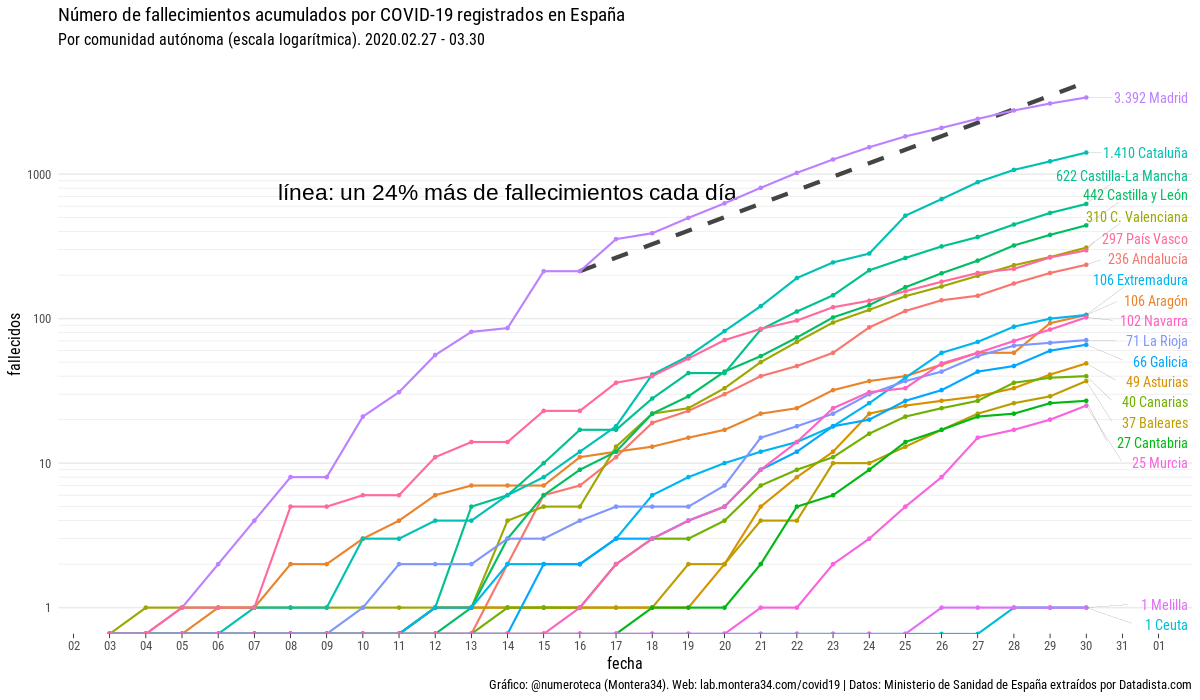 Número de fallecimientos acumulados por COVID-19 registrados en España
Por comunidad autónoma (escala logarítmica). 2020.02.27 - 03.30
3.392 Madrid
1.410 Cataluña
1000
622 Castilla-La Mancha
línea: un 24% más de fallecimientos cada día
442 Castilla y León
310 C. Valenciana
297 País Vasco
236 Andalucía
106 Extremadura
106 Aragón
100
102 Navarra
fallecidos
71 La Rioja
66 Galicia
49 Asturias
40 Canarias
37 Baleares
27 Cantabria
10
25 Murcia
1
1 Melilla
1 Ceuta
02 03 04 05 06 07 08 09 10 11 12 13 14 15 16 17 18 19 20 21 22 23 24 25 26 27 28 29 30 31 01
fecha
Gráfico: @numeroteca (Montera34). Web: lab.montera34.com/covid19 | Datos: Ministerio de Sanidad de España extraídos por Datadista.com